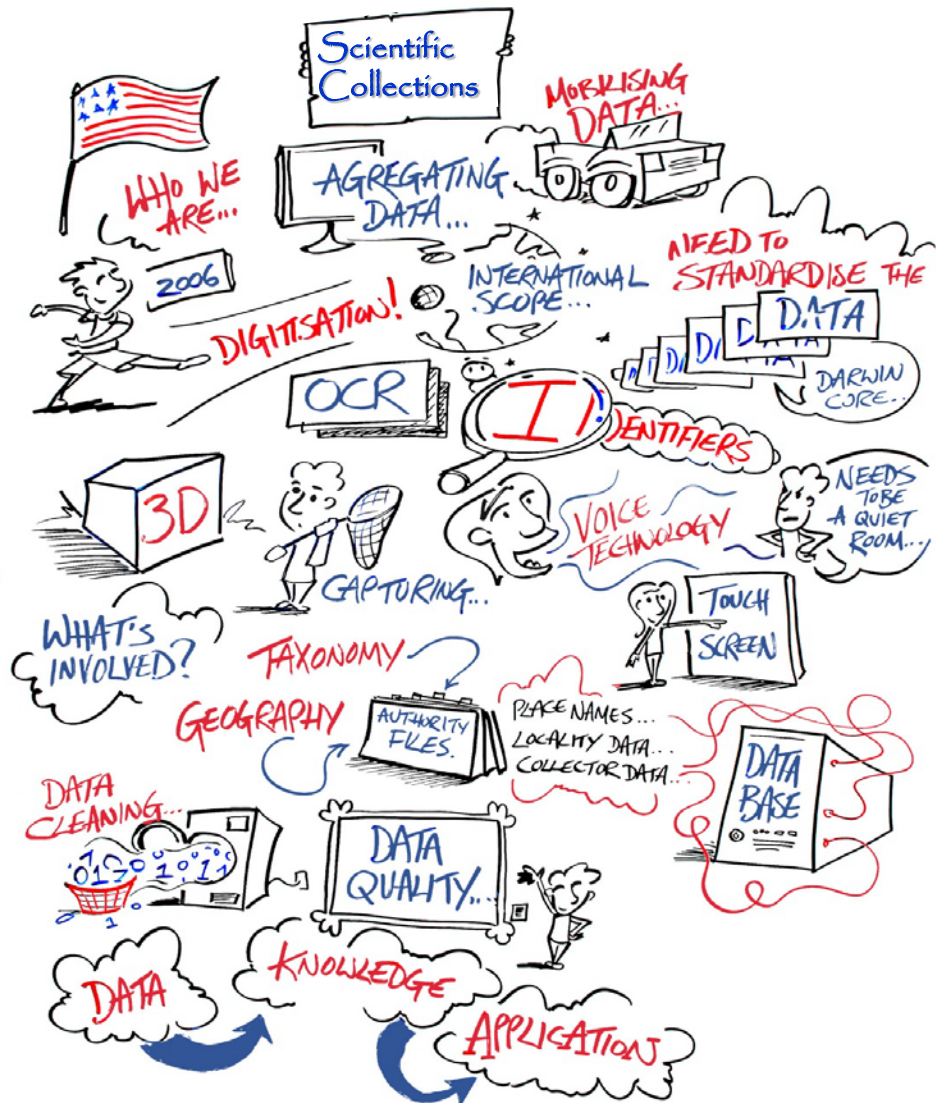 Scientific
Collections
MOBILISING
DATA...
WHO WE
ARE...
AGREGATING
DATA...
2006
DIGITISATION!
INTERNATIONAL
SCOPE...
NEED TO
STANDARDISE THE
DATA
DARWIN
CORE..
OCR
I
IDENTIFIERS
3D
VOICE
TECHNOLOGY
NEEDS
TO BE
A QUIET
ROOM...
CAPTURING...
TOUCH
SCREEN
WHAT'S
INVOLVED?
TAXONOMY
GEOGRAPHY
AUTHORITY
FILES.
PLACE NAMES...
LOCALITY DATA...
COLLECTOR DATA...
DATA
BASE
DATA
CLEANING...
DATA
QUALITY...
DATA
KNOWLEDGE
APPLICATION